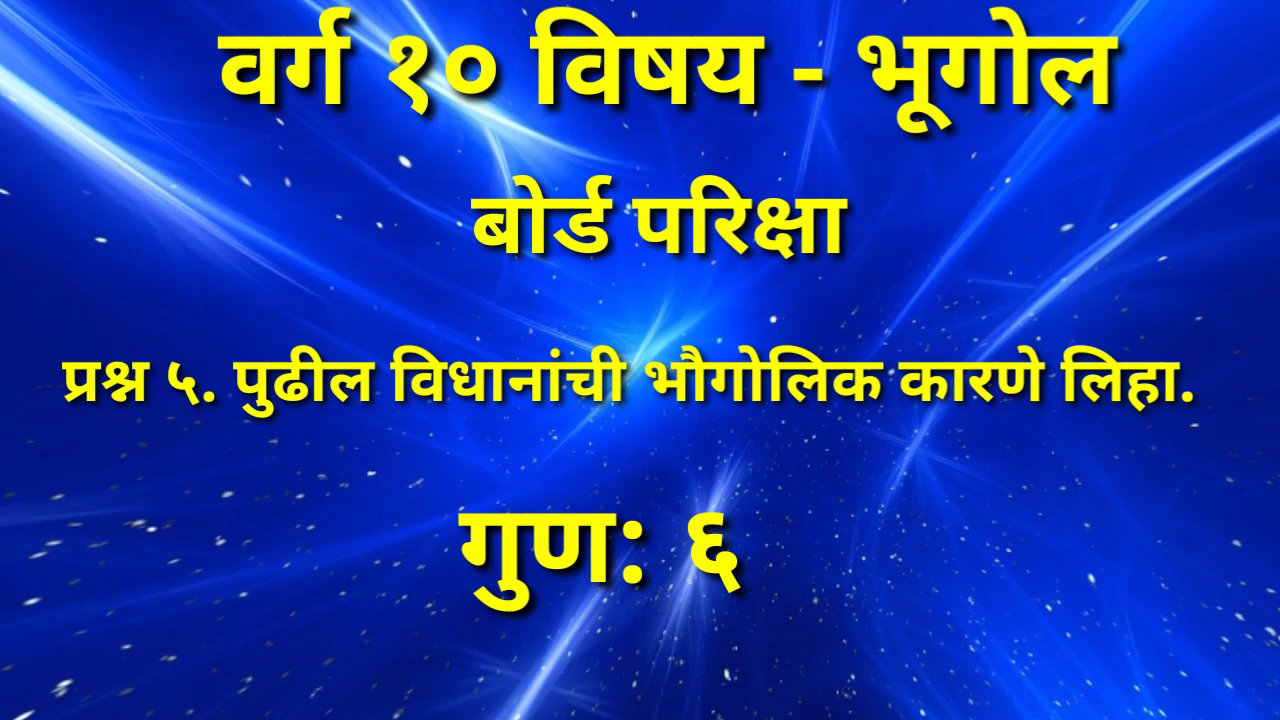 वर्ग १० विषय - भूगोल
बोर्ड परिक्षा
प्रश्न ५. पुढील विधानांची भौगोलिक कारणे लिहा.
गुण: ६